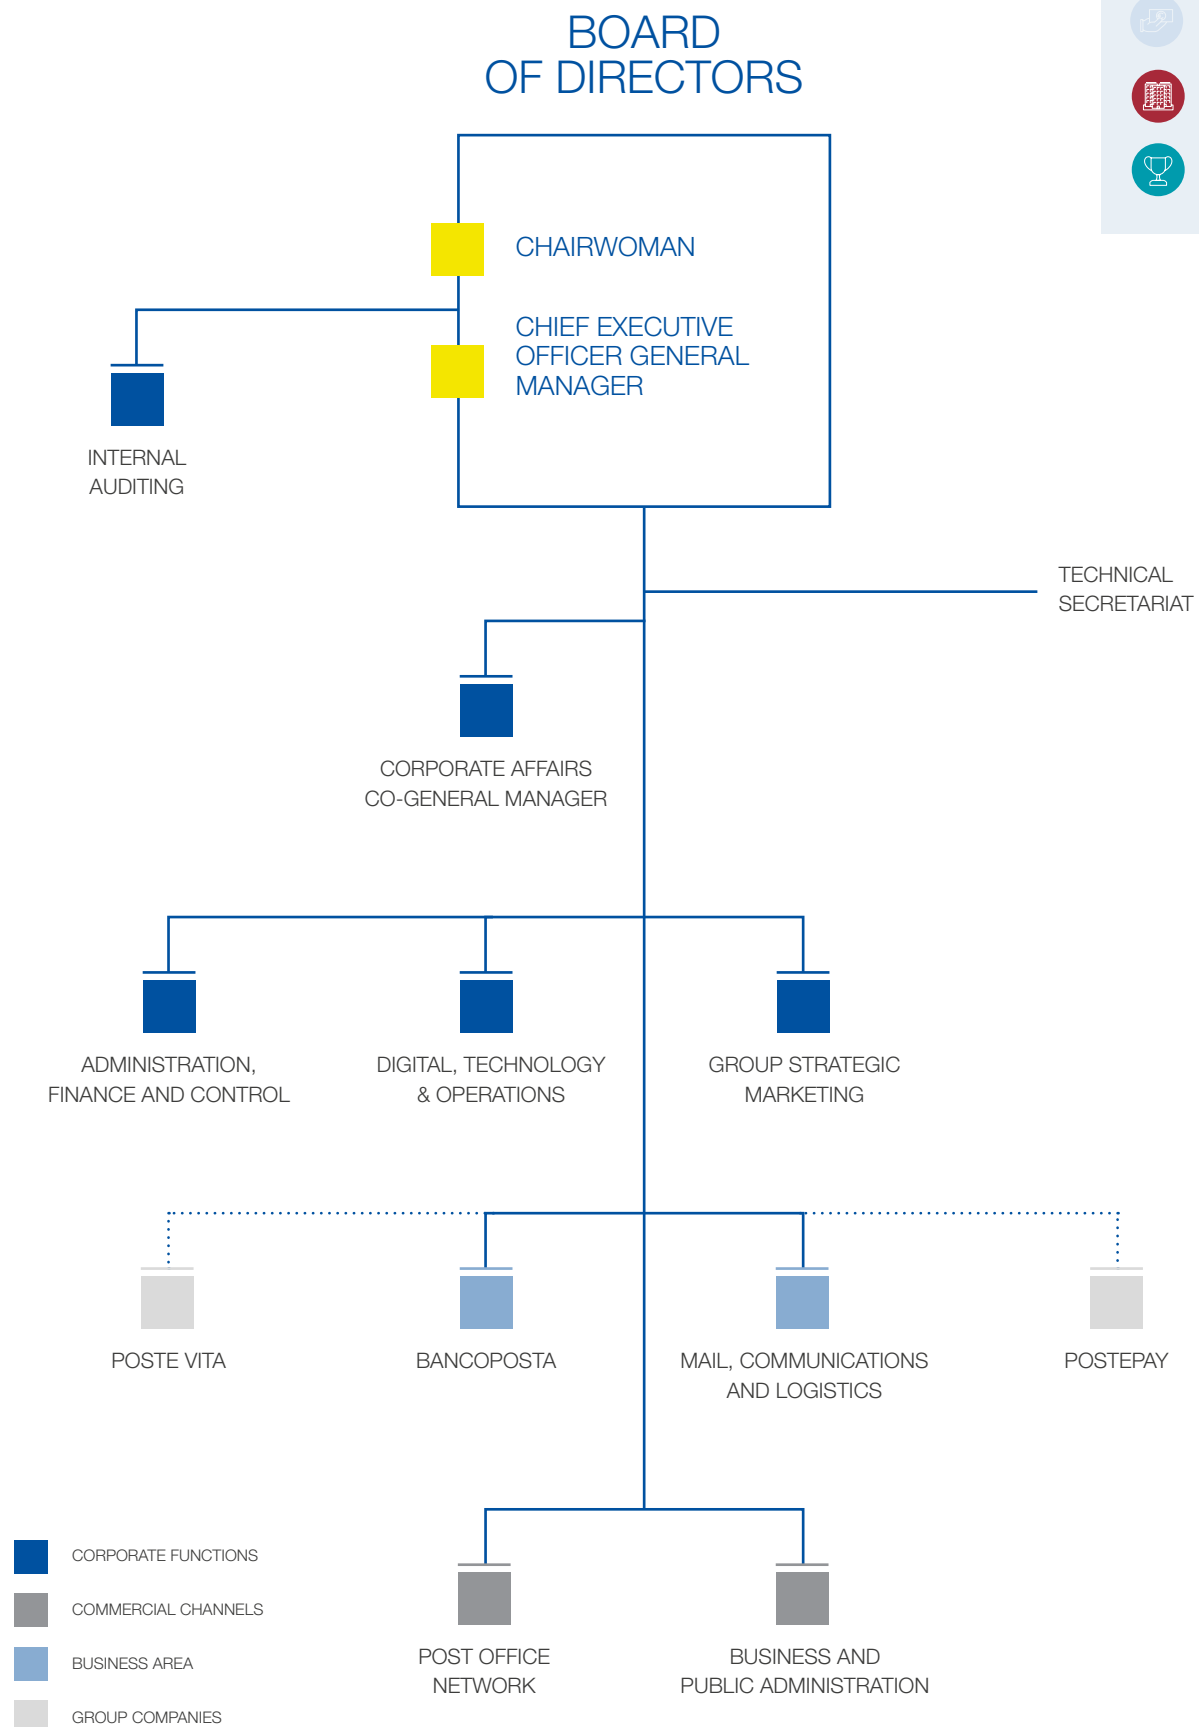 BOARD
OF DIRECTORS
CHAIRWOMAN
CHIEF EXECUTIVE
OFFICER GENERAL
MANAGER
INTERNAL
AUDITING
TECHNICAL
SECRETARIAT
CORPORATE AFFAIRS
CO-GENERAL MANAGER
ADMINISTRATION,
FINANCE AND CONTROL
DIGITAL, TECHNOLOGY
& OPERATIONS
GROUP STRATEGIC
MARKETING
POSTE VITA
BANCOPOSTA
MAIL, COMMUNICATIONS
AND LOGISTICS
POSTEPAY
POST OFFICE
NETWORK
BUSINESS AND
PUBLIC ADMINISTRATION
CORPORATE FUNCTIONS
COMMERCIAL CHANNELS
BUSINESS AREA
GROUP COMPANIES